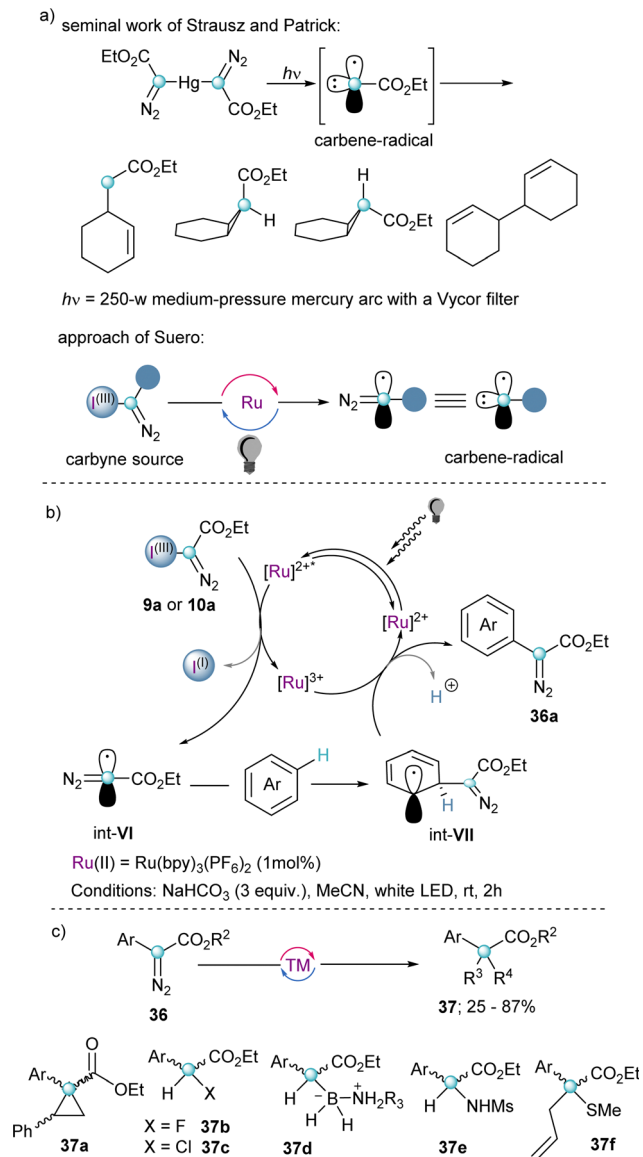 a)
seminal work of Strausz and Patrick:
EtO₂C N₂
Hg
N₂ CO₂Et
hν
CO₂Et
carbene-radical
CO₂Et
CO₂Et
H
H
CO₂Et
hν = 250-w medium-pressure mercury arc with a Vycor filter
approach of Suero:
I(III)
N₂
Ru
N₂
carbyne source
carbene-radical
b)
I(III) CO₂Et
N₂
9a or 10a
[Ru]2+*
[Ru]2+
[Ru]3+
I(I)
H ⊕
Ar CO₂Et
N₂
36a
N₂ CO₂Et
int-VI
Ar H
CO₂Et
H N₂
int-VII
Ru(II) = Ru(bpy)3(PF6)2 (1mol%)
Conditions: NaHCO₃ (3 equiv.), MeCN, white LED, rt, 2h
c)
Ar CO₂R²
N₂
36
TM
Ar CO₂R²
R³ R⁴
37; 25 - 87%
Ar O
OEt
Ph
37a
Ar CO₂Et
H X
X = F 37b
X = Cl 37c
Ar CO₂Et
H − B + NH₂R₃
H H
37d
Ar CO₂Et
H NHMs
37e
Ar CO₂Et
SMe
37f